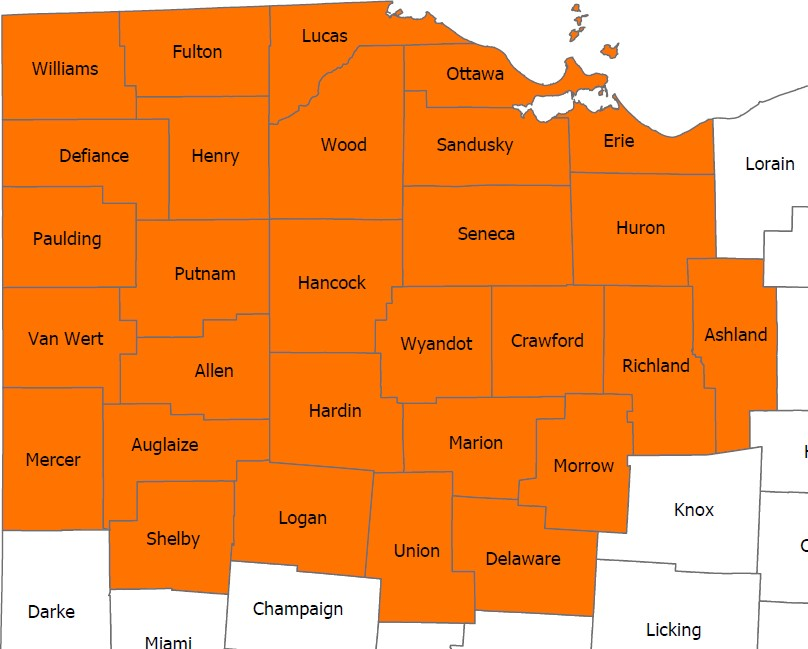 Lucas
Fulton
Williams
Ottawa
Wood
Sandusky
Erie
Defiance
Henry
Lorain
Huron
Seneca
Paulding
Putnam
Hancock
Ashland
Van Wert
Wyandot
Crawford
Richland
Allen
Hardin
Marion
Auglaize
Mercer
Morrow
Knox
Logan
Shelby
Union
Delaware
Champaign
Darke
Licking
Miami